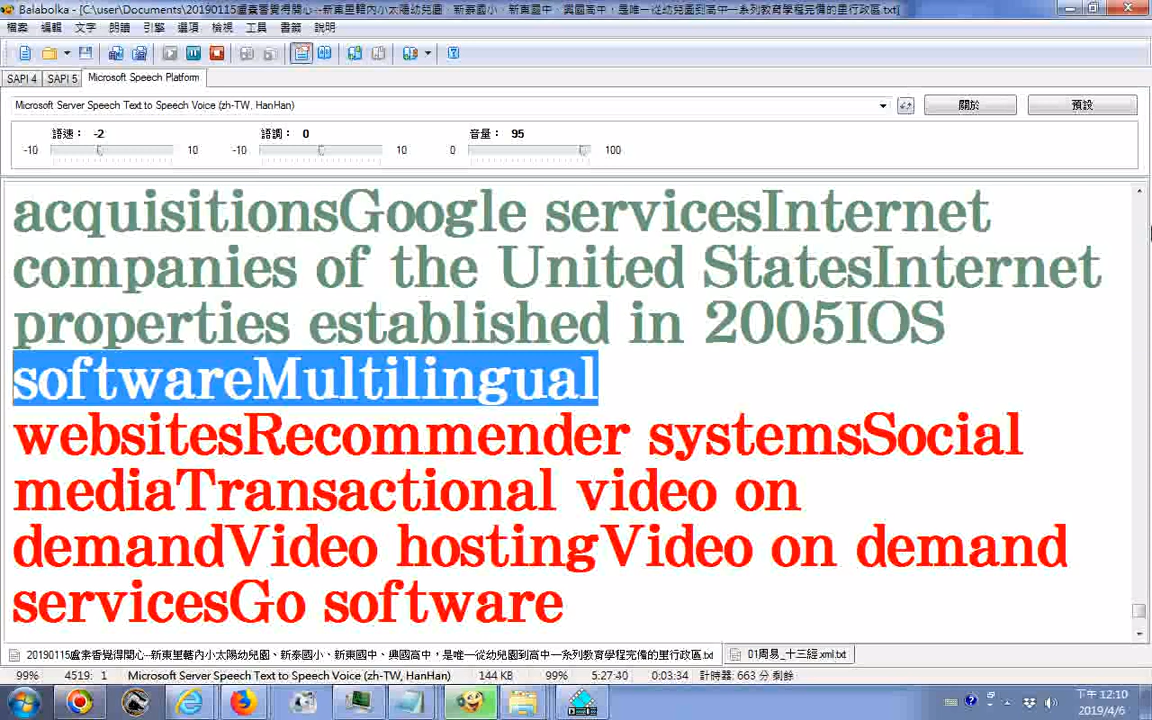 Balabolka - [C:\user\Documents\20190115盧素香覺得開心--新東里轄內小太陽幼兒園、新泰國小、新東國中、興國高中，是唯一從幼兒園到高中一系列教育學程完備的里行政區.txt]
檔案 編輯 文字 朗讀 引擎 選項 檢視 工具 書籤 說明
SAPI 4 SAPI 5 Microsoft Speech Platform
Microsoft Server Speech Text to Speech Voice (zh-TW, HanHan) 關於 預設
語速： -2 語調： 0 音量： 95
-10 10 -10 10 0 100
acquisitionsGoogle servicesInternet
companies of the United StatesInternet
properties established in 2005IOS
softwareMultilingual
websitesRecommender systemsSocial
mediaTransactional video on
demandVideo hostingVideo on demand
servicesGo software
20190115盧素香覺得開心--新東里轄內小太陽幼兒園、新泰國小、新東國中、興國高中，是唯一從幼兒園到高中一系列教育學程完備的里行政區.txt 01周易_十三經.xml.txt
99% 4519: 1 Microsoft Server Speech Text to Speech Voice (zh-TW, HanHan) 144 KB 99% 5:27:40 0:03:34 計時器: 663 分 剩餘
下午 12:10
2019/4/6